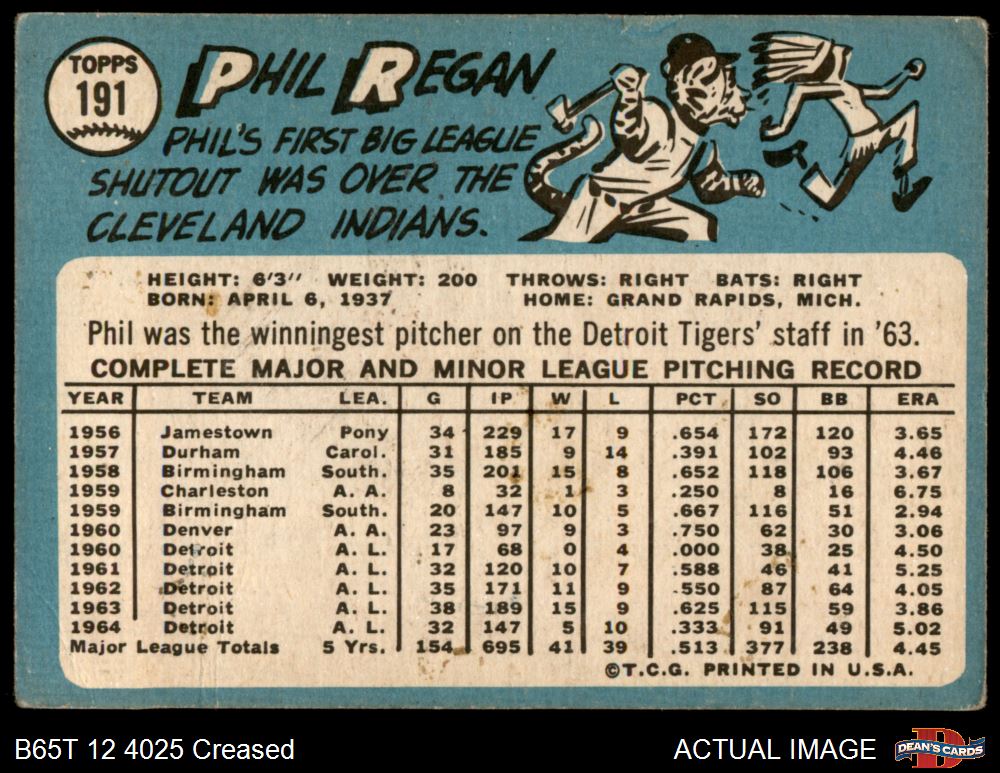 TOPPS
191
PHIL REGAN
PHIL'S FIRST BIG LEAGUE
SHUTOUT WAS OVER THE
CLEVELAND INDIANS.
HEIGHT: 6'3" WEIGHT: 200 THROWS: RIGHT BATS: RIGHT
BORN: APRIL 6, 1937 HOME: GRAND RAPIDS, MICH.
Phil was the winningest pitcher on the Detroit Tigers' staff in '63.
COMPLETE MAJOR AND MINOR LEAGUE PITCHING RECORD
YEAR TEAM LEA. G IP W L PCT SO BB ERA
1956 Jamestown Pony 34 229 17 9 .654 172 120 3.65
1957 Durham Carol. 31 185 9 14 .391 102 93 4.46
1958 Birmingham South. 35 201 15 8 .652 118 106 3.67
1959 Charleston A. A. 8 32 1 3 .250 8 16 6.75
1959 Birmingham South. 20 147 10 5 .667 116 51 2.94
1960 Denver A. A. 23 97 9 3 .750 62 30 3.06
1960 Detroit A. L. 17 68 0 4 .000 38 25 4.50
1961 Detroit A. L. 32 120 10 7 .588 46 41 5.25
1962 Detroit A. L. 35 171 11 9 .550 87 64 4.05
1963 Detroit A. L. 38 189 15 9 .625 115 59 3.86
1964 Detroit A. L. 32 147 5 10 .333 91 49 5.02
Major League Totals 5 Yrs. 154 695 41 39 .513 377 238 4.45
©T.C.G. PRINTED IN U.S.A.
B65T 12 4025 Creased
ACTUAL IMAGE
D
DEAN'S CARDS